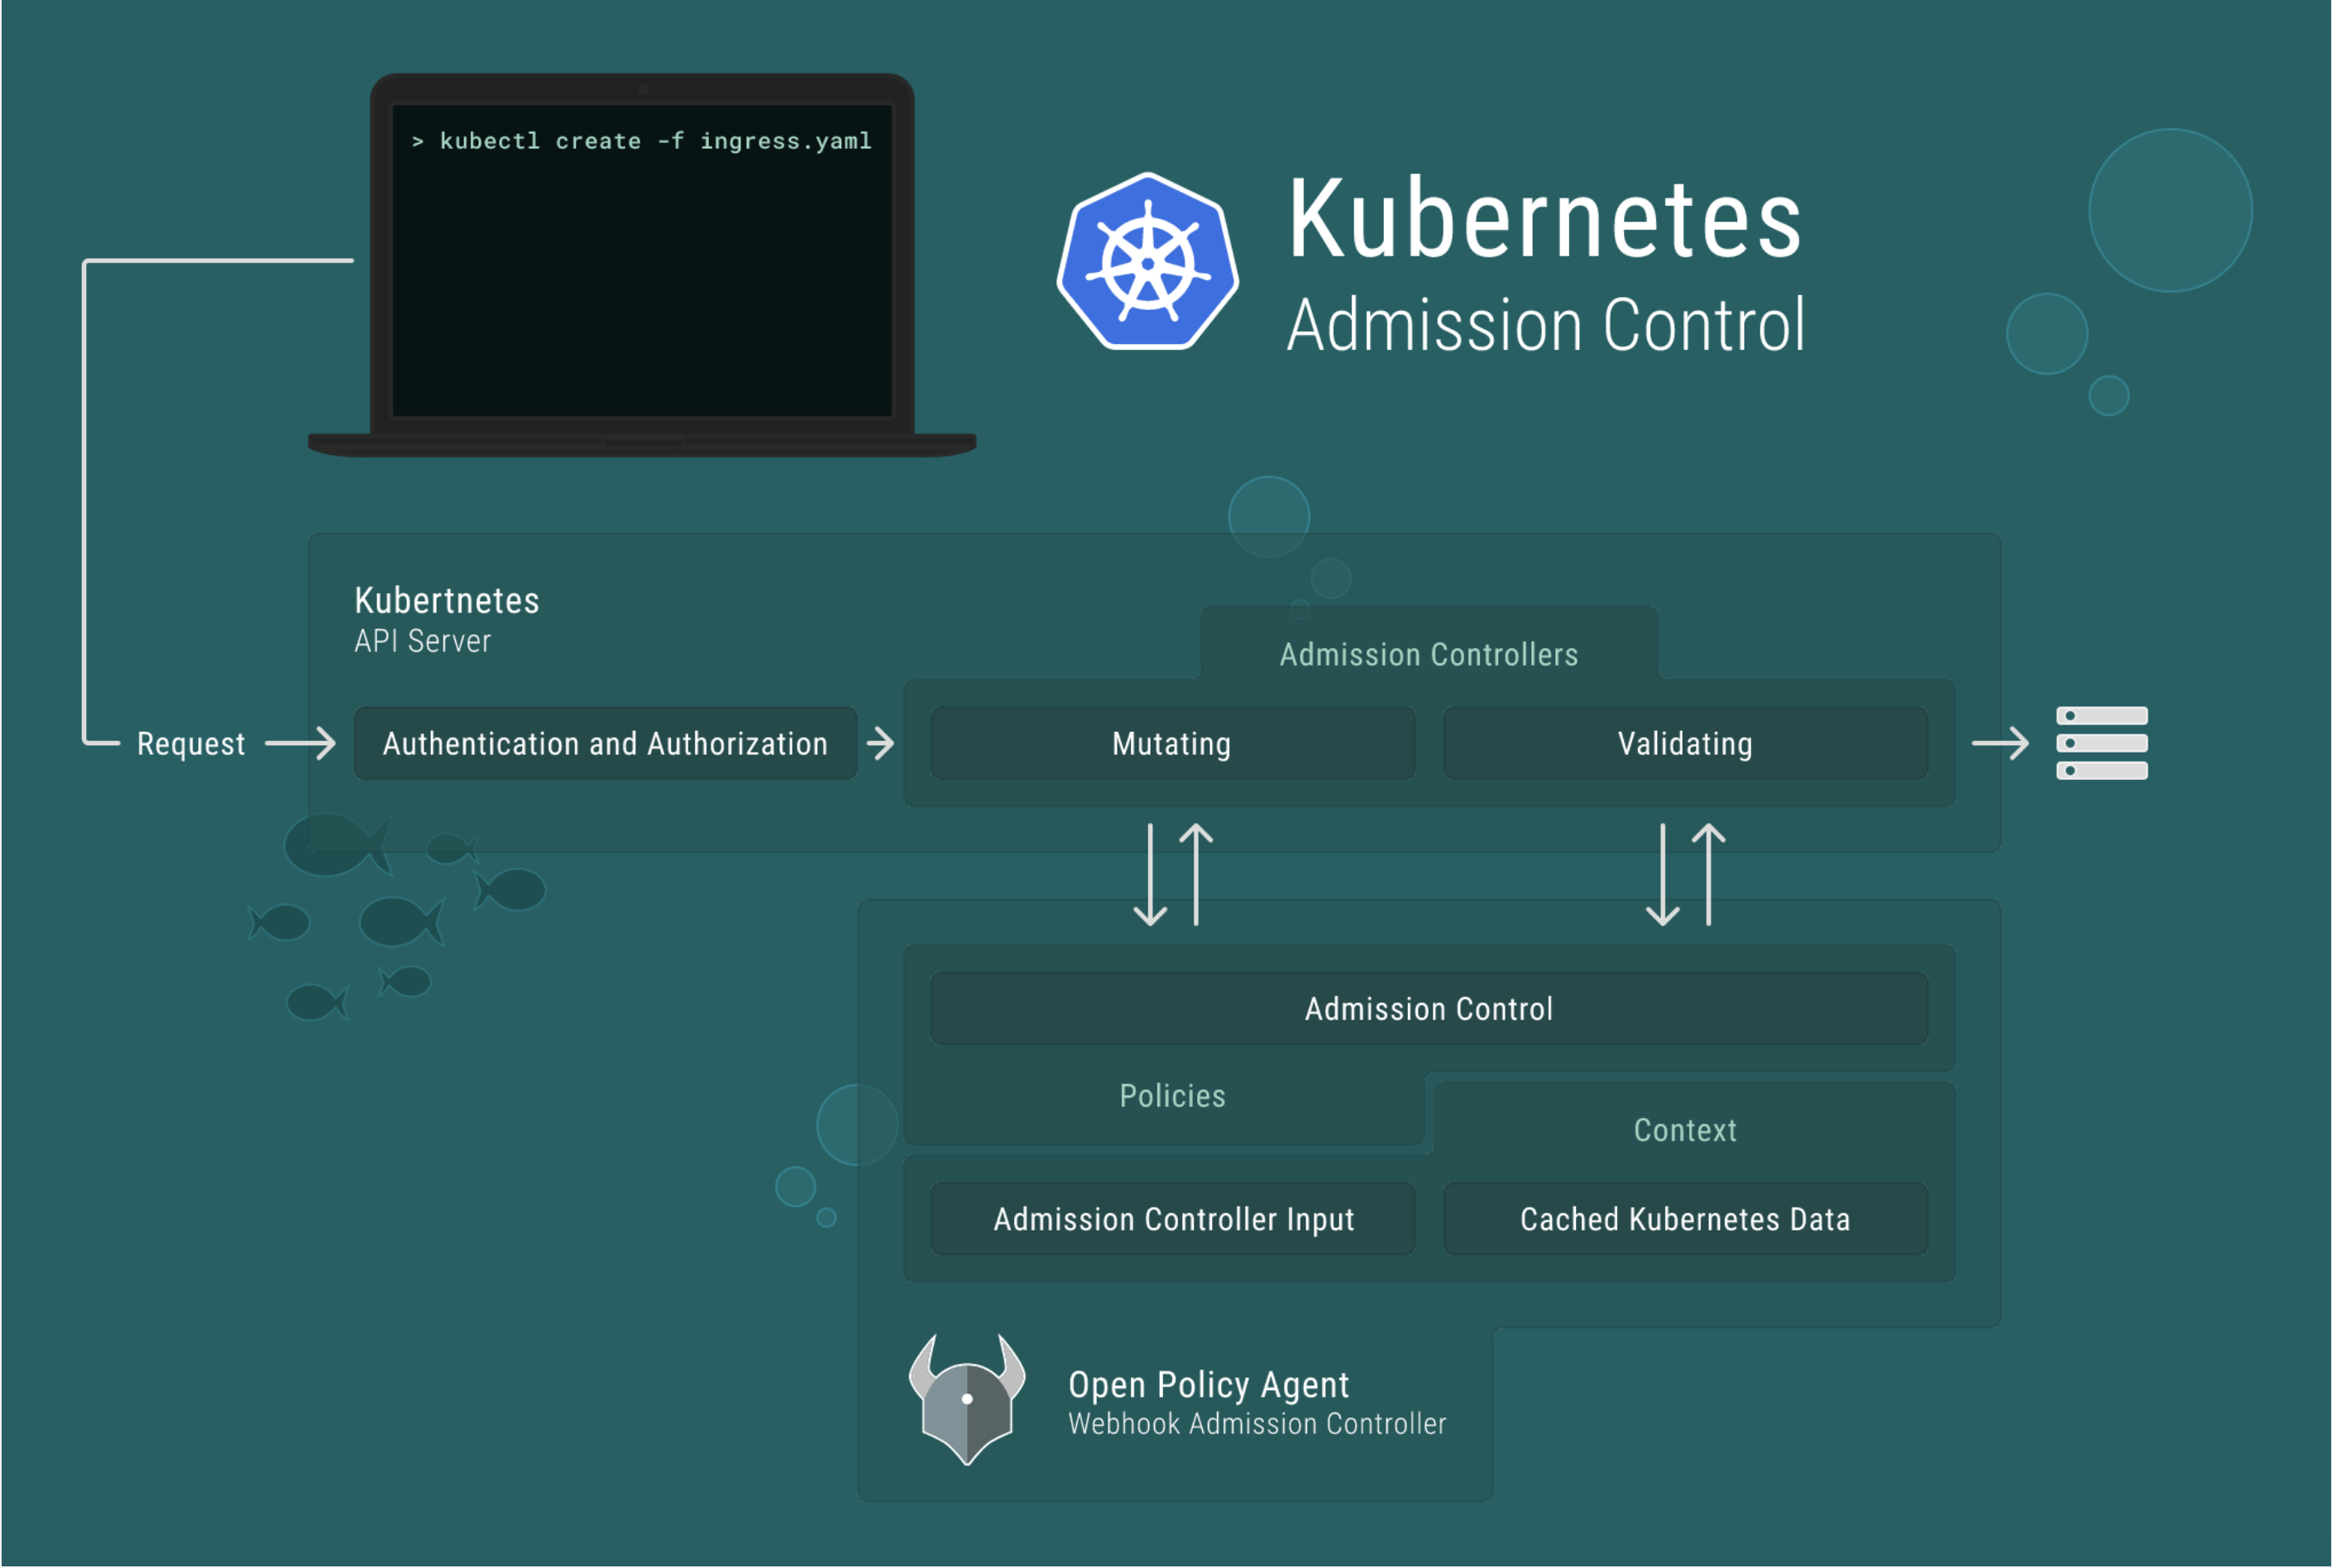 > kubectl create -f ingress.yaml
Kubernetes
Admission Control
Kubertnetes
API Server
Admission Controllers
Request
Authentication and Authorization
Mutating
Validating
Admission Control
Policies
Context
Admission Controller Input
Cached Kubernetes Data
Open Policy Agent
Webhook Admission Controller